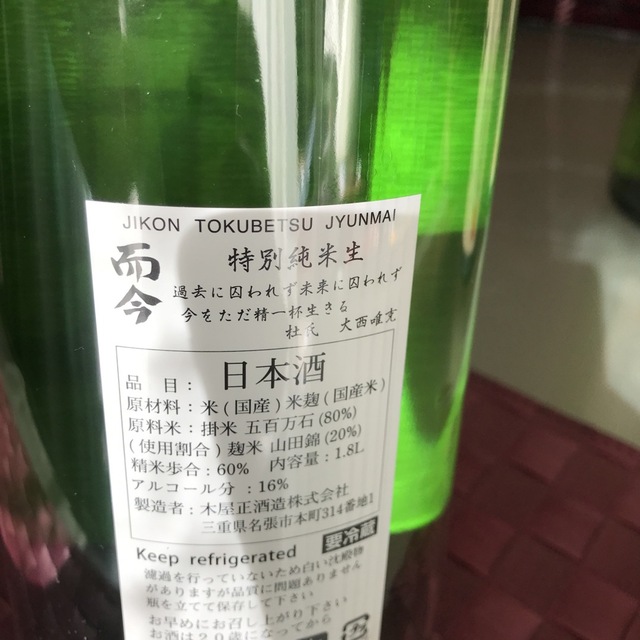 JIKON TOKUBETSU JYUNMAI
而今
特別純米生
過去に囚われず未来に囚われず
今をただ精一杯生きる
杜氏 大西唯克
品 目： 日本酒
原材料：米(国産)米麹(国産米)
原料米：掛米 五百万石(80%)
(使用割合) 麹米 山田錦(20%)
精米歩合：60% 内容量：1.8L
アルコール分 ：16%
製造者：木屋正酒造株式会社
三重県名張市本町314番地1
Keep refrigerated 要冷蔵
濾過を行っていないため白い沈殿物
がありますが品質に問題ありません
瓶を立てて保存して下さい
お早めにお召し上がり下さい
お酒は20歳になってから